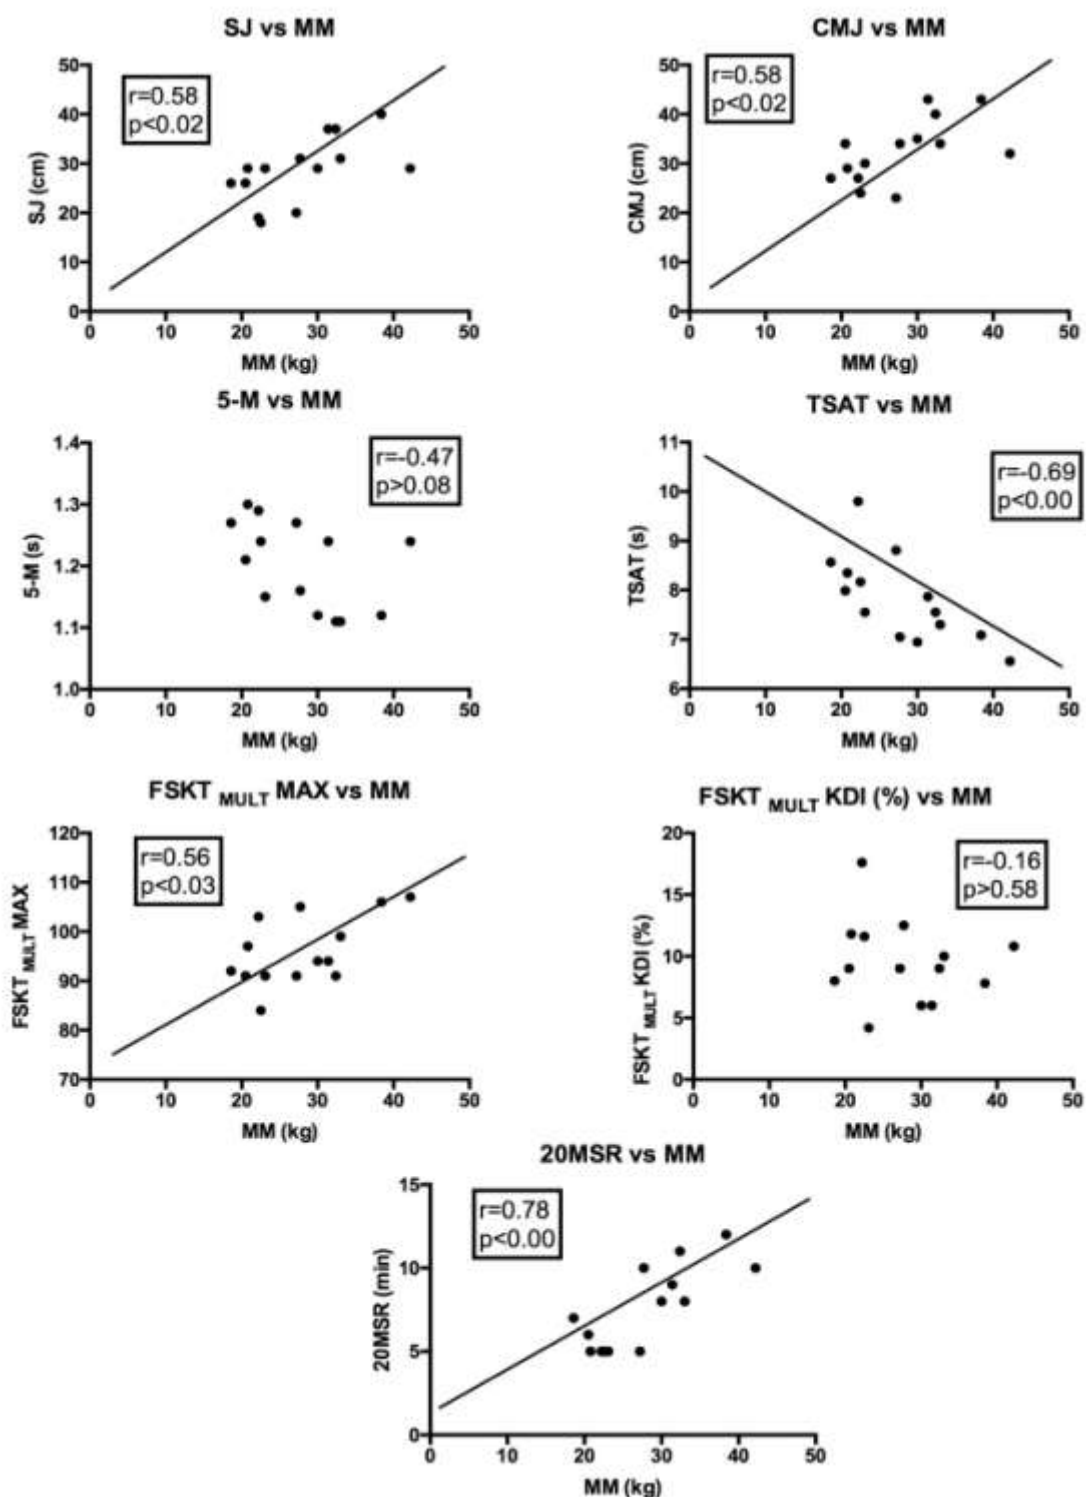 SJ vs MM
r=0.58
p<0.02
SJ (cm)
50
40
30
20
10
0
0 10 20 30 40 50
MM (kg)
CMJ vs MM
r=0.58
p<0.02
CMJ (cm)
50
40
30
20
10
0
0 10 20 30 40 50
MM (kg)
5-M vs MM
r=-0.47
p>0.08
5-M (s)
1.4
1.3
1.2
1.1
1.0
0 10 20 30 40 50
MM (kg)
TSAT vs MM
r=-0.69
p<0.00
TSAT (s)
11
10
9
8
7
6
0 10 20 30 40 50
MM (kg)
FSKT MULT MAX vs MM
r=0.56
p<0.03
FSKT MULT MAX
120
110
100
90
80
70
0 10 20 30 40 50
MM (kg)
FSKT MULT KDI (%) vs MM
r=-0.16
p>0.58
FSKT MULT KDI (%)
20
15
10
5
0
0 10 20 30 40 50
MM (kg)
20MSR vs MM
r=0.78
p<0.00
20MSR (min)
15
10
5
0
0 10 20 30 40 50
MM (kg)